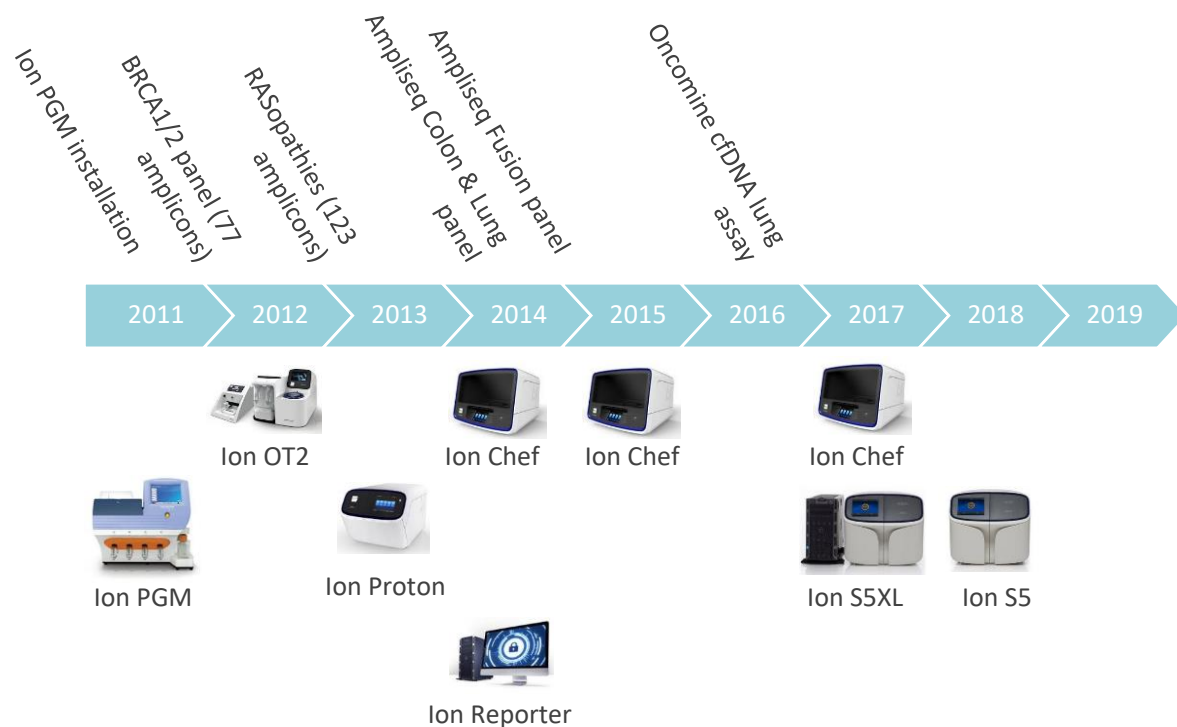 Ion PGM installation
BRCA1/2 panel (77
amplicons)
RASopathies (123
amplicons)
Ampliseq Colon & Lung
panel
Ampliseq Fusion panel
Oncomine cfDNA lung
assay
2011
2012
2013
2014
2015
2016
2017
2018
2019
Ion OT2
Ion Chef
Ion Chef
Ion Chef
Ion PGM
Ion Proton
Ion S5XL
Ion S5
Ion Reporter